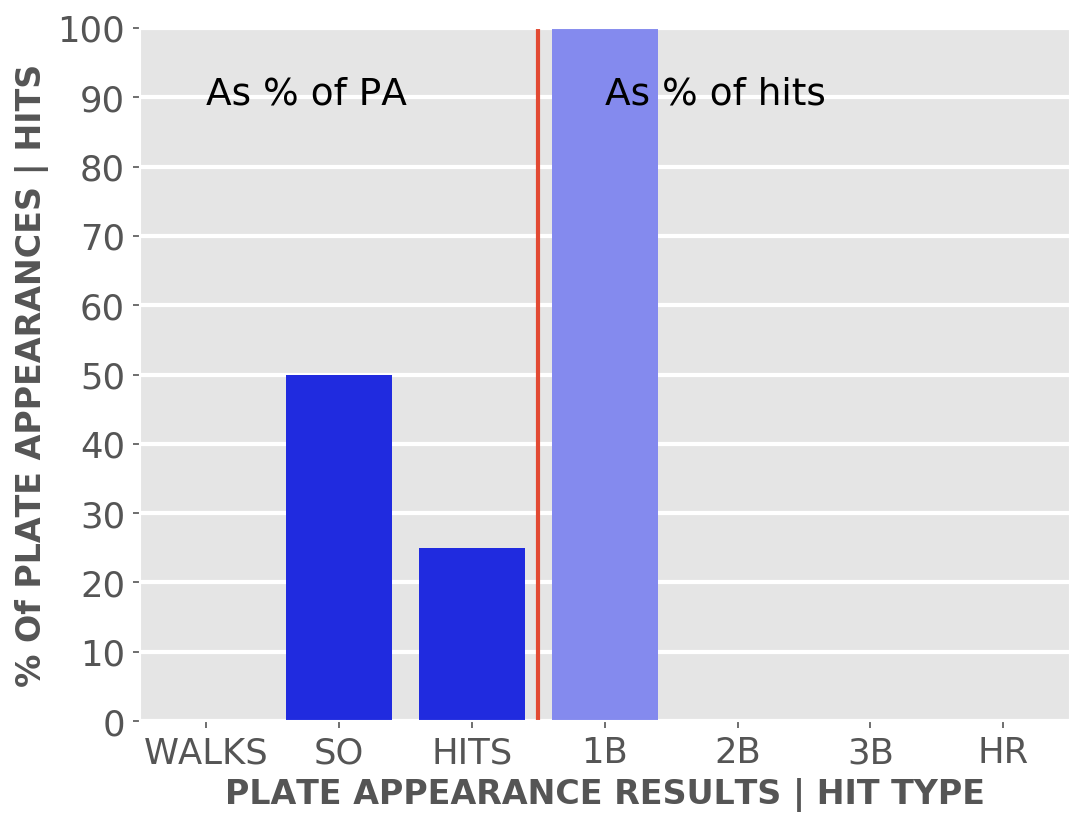 % Of PLATE APPEARANCES | HITS
100
90
80
70
60
50
40
30
20
10
0
As % of PA
As % of hits
WALKS SO HITS 1B 2B 3B HR
PLATE APPEARANCE RESULTS | HIT TYPE